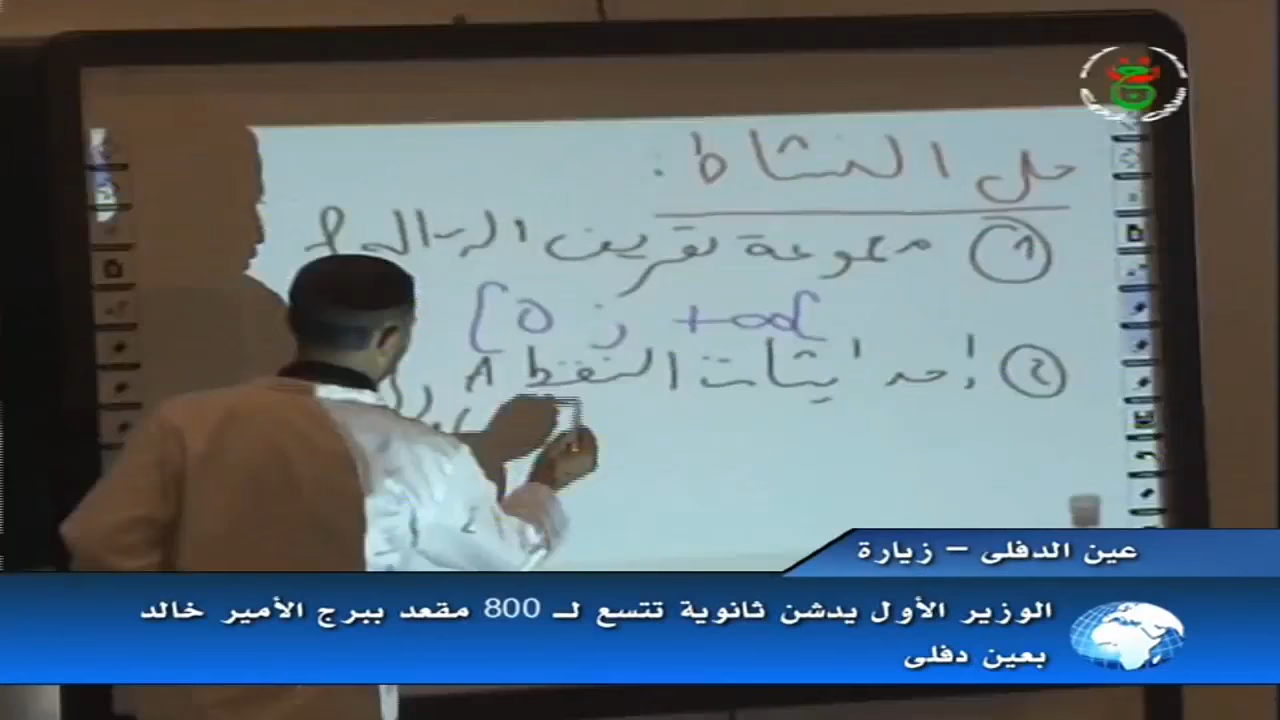 حل النشاط :
① مجموعة تعريف الدالة f
[0 ; +∞[
② إحداثيات النقط A
عين الدفلى – زيارة
الوزير الأول يدشن ثانوية تتسع لـ 800 مقعد ببرج الأمير خالد
بعين دفلى